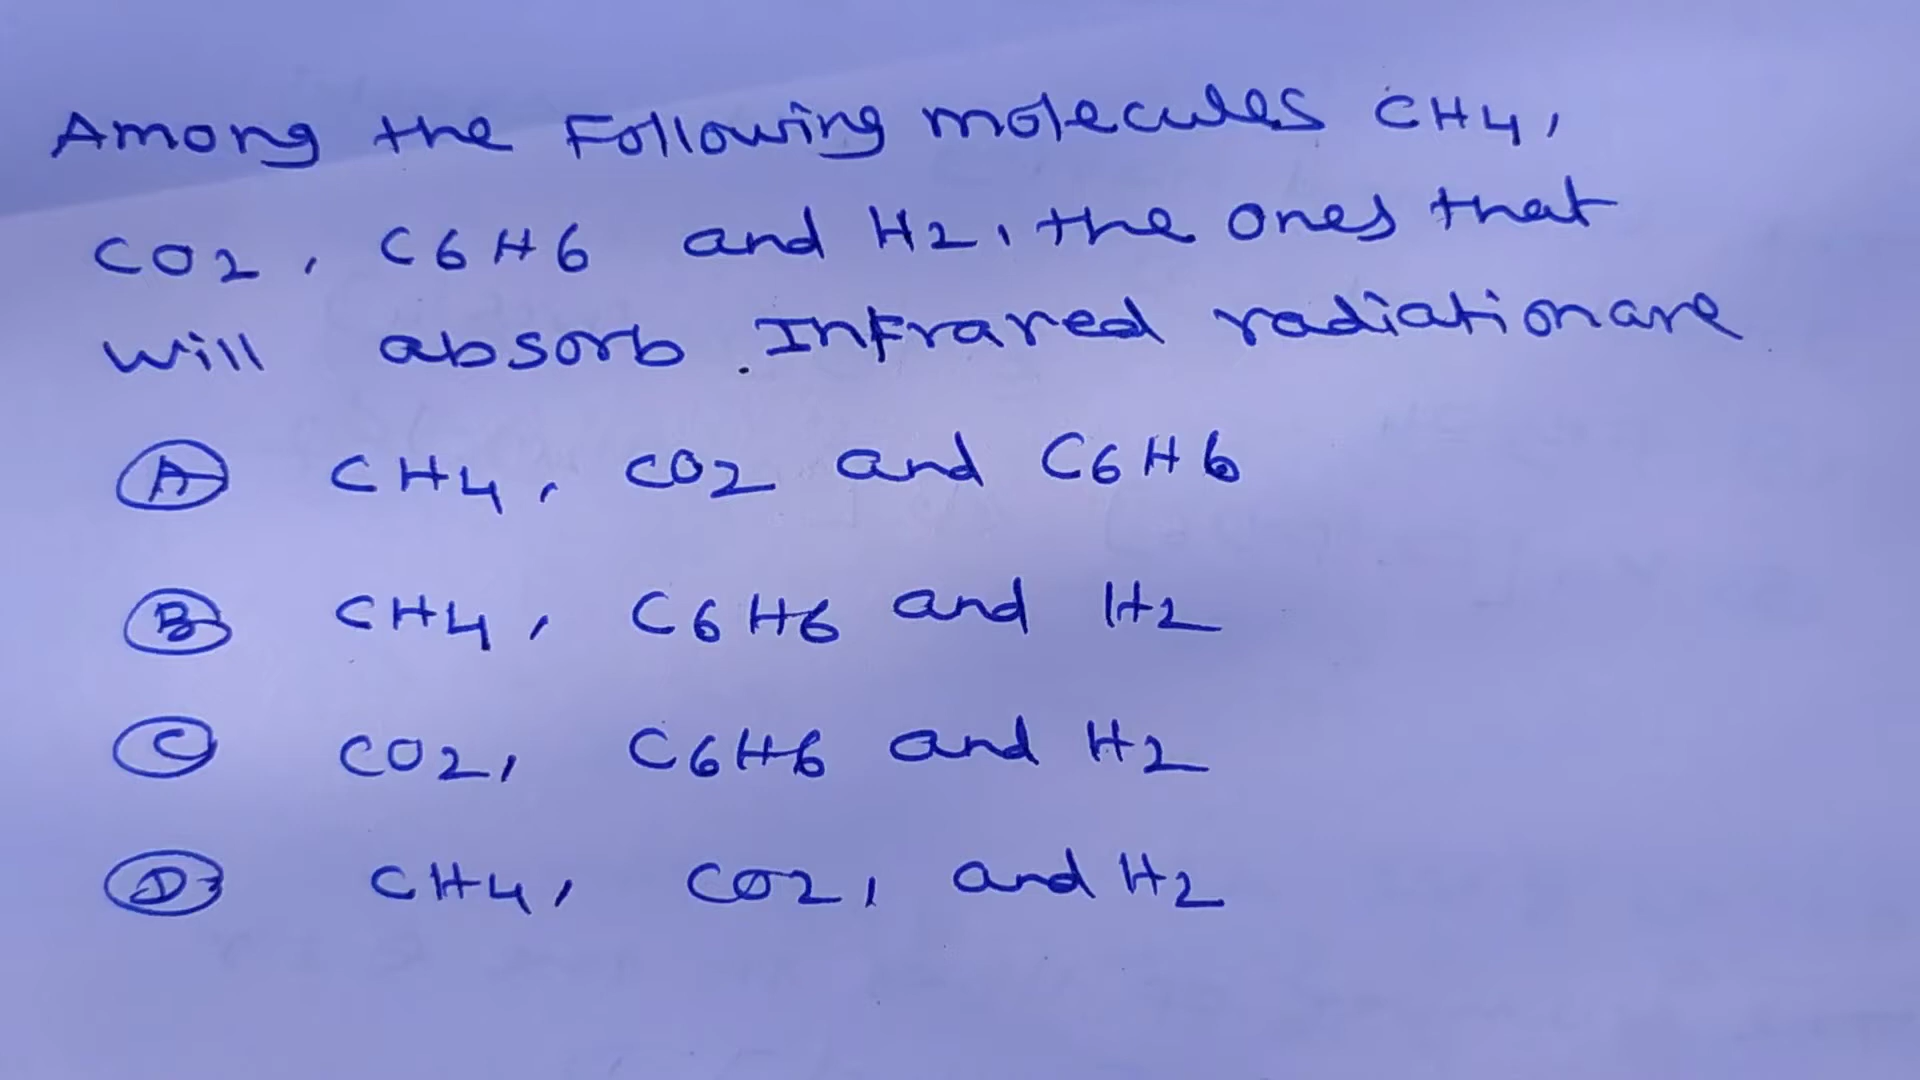 Among the Following molecules CH4,
CO2, C6H6 and H2, the ones that
will absorb Infrared radiation are
A CH4, CO2 and C6H6
B CH4, C6H6 and H2
C CO2, C6H6 and H2
D CH4, CO2, and H2